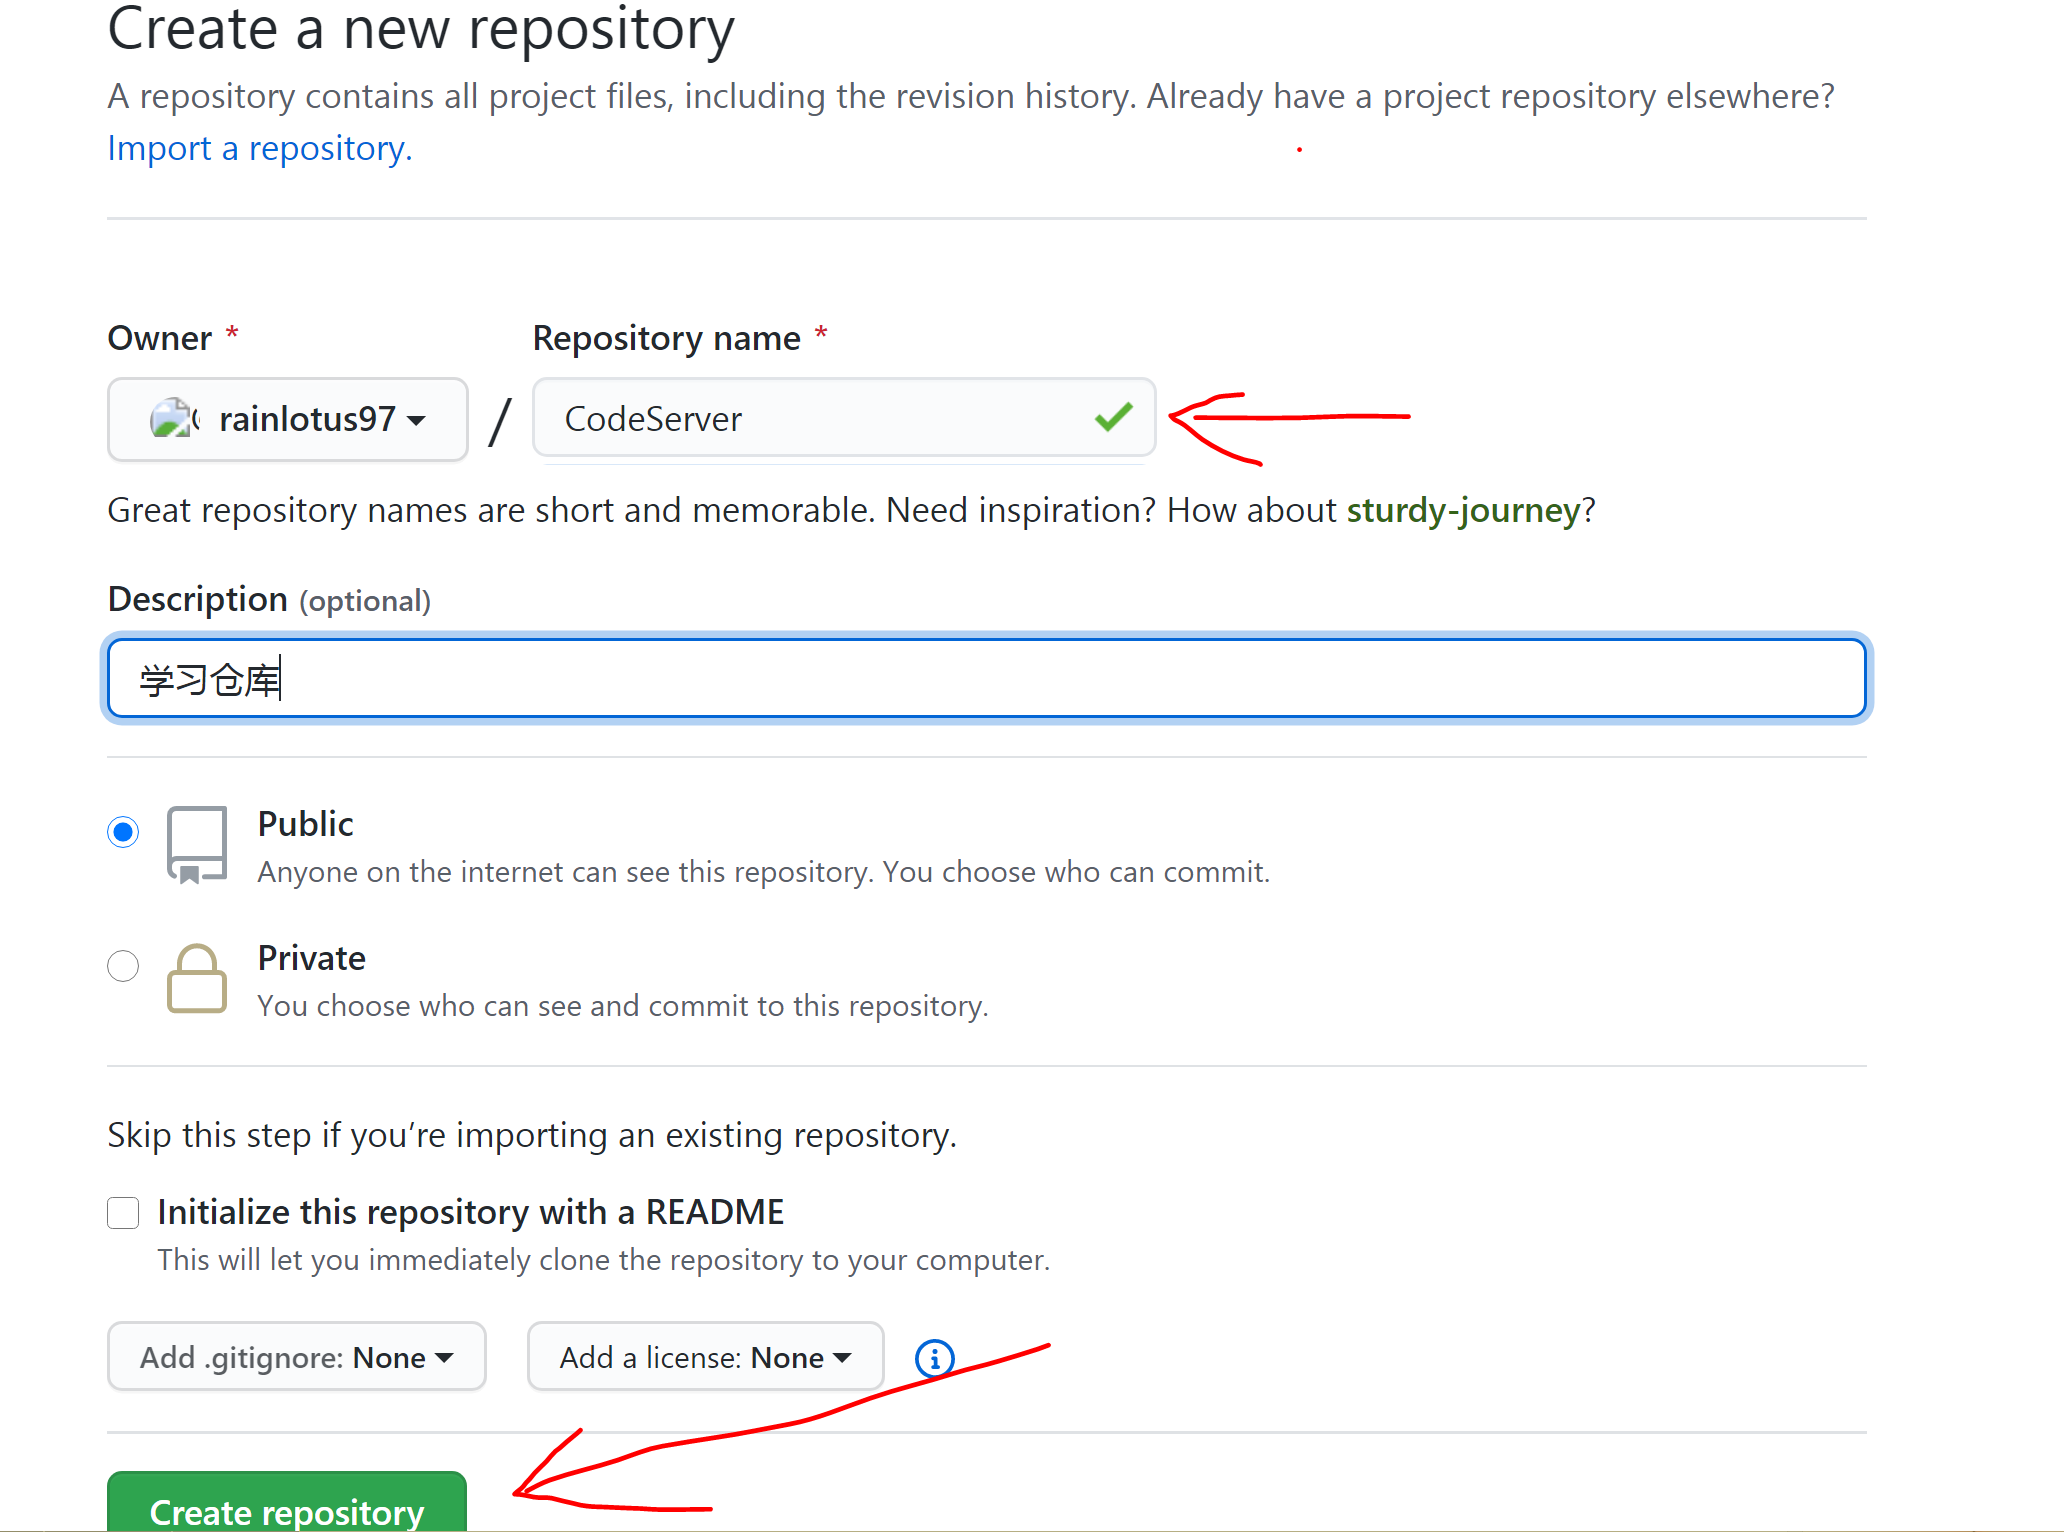 Create a new repository
A repository contains all project files, including the revision history. Already have a project repository elsewhere?
Import a repository.
Owner *
Repository name *
rainlotus97
/
CodeServer
Great repository names are short and memorable. Need inspiration? How about sturdy-journey?
Description (optional)
学习仓库
Public
Anyone on the internet can see this repository. You choose who can commit.
Private
You choose who can see and commit to this repository.
Skip this step if you’re importing an existing repository.
Initialize this repository with a README
This will let you immediately clone the repository to your computer.
Add .gitignore: None
Add a license: None
Create repository